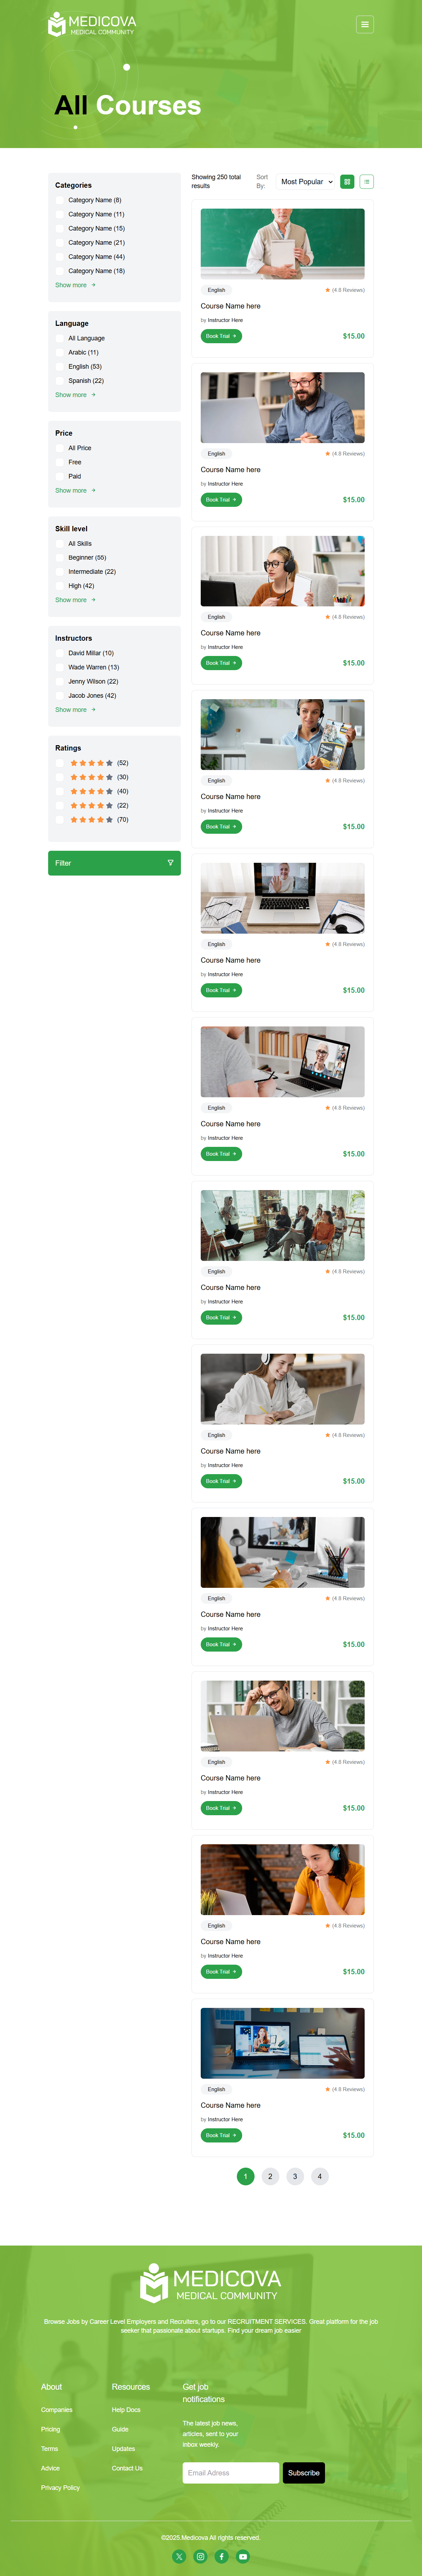 MEDICOVA
MEDICAL COMMUNITY
All Courses
Categories
Category Name (8)
Category Name (11)
Category Name (15)
Category Name (21)
Category Name (44)
Category Name (18)
Show more
Language
All Language
Arabic (11)
English (53)
Spanish (22)
Show more
Price
All Price
Free
Paid
Show more
Skill level
All Skills
Beginner (55)
Intermediate (22)
High (42)
Show more
Instructors
David Millar (10)
Wade Warren (13)
Jenny Wilson (22)
Jacob Jones (42)
Show more
Ratings
(52)
(30)
(40)
(22)
(70)
Filter
Showing 250 total
results
Sort
By:
Most Popular
English (4.8 Reviews)
Course Name here
by Instructor Here
Book Trial $15.00
English (4.8 Reviews)
Course Name here
by Instructor Here
Book Trial $15.00
English (4.8 Reviews)
Course Name here
by Instructor Here
Book Trial $15.00
English (4.8 Reviews)
Course Name here
by Instructor Here
Book Trial $15.00
English (4.8 Reviews)
Course Name here
by Instructor Here
Book Trial $15.00
English (4.8 Reviews)
Course Name here
by Instructor Here
Book Trial $15.00
English (4.8 Reviews)
Course Name here
by Instructor Here
Book Trial $15.00
English (4.8 Reviews)
Course Name here
by Instructor Here
Book Trial $15.00
English (4.8 Reviews)
Course Name here
by Instructor Here
Book Trial $15.00
English (4.8 Reviews)
Course Name here
by Instructor Here
Book Trial $15.00
English (4.8 Reviews)
Course Name here
by Instructor Here
Book Trial $15.00
English (4.8 Reviews)
Course Name here
by Instructor Here
Book Trial $15.00
1 2 3 4
MEDICOVA
MEDICAL COMMUNITY
Browse Jobs by Career Level Employers and Recruiters, go to our RECRUITMENT SERVICES. Great platform for the job
seeker that passionate about startups. Find your dream job easier
About
Companies
Pricing
Terms
Advice
Privacy Policy
Resources
Help Docs
Guide
Updates
Contact Us
Get job
notifications
The latest job news,
articles, sent to your
inbox weekly.
Email Adress
Subscribe
©2025.Medicova All rights reserved.